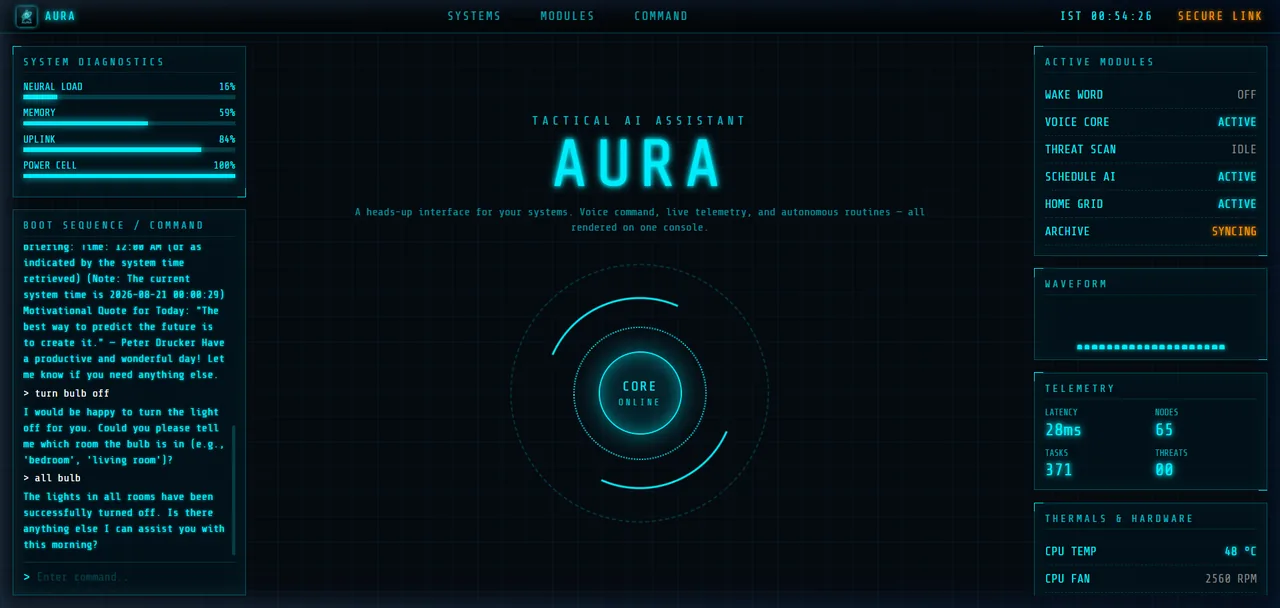 AURA
SYSTEMS MODULES COMMAND
IST 00:54:26 SECURE LINK
SYSTEM DIAGNOSTICS
NEURAL LOAD 16%
MEMORY 59%
UPLINK 84%
POWER CELL 100%
BOOT SEQUENCE / COMMAND
briefing: Time: 12:00 AM (or as
indicated by the system time
retrieved) (Note: The current
system time is 2026-08-21 00:00:29)
Motivational Quote for Today: "The
best way to predict the future is
to create it." — Peter Drucker Have
a productive and wonderful day! Let
me know if you need anything else.
> turn bulb off
I would be happy to turn the light
off for you. Could you please tell
me which room the bulb is in (e.g.,
'bedroom', 'living room')?
> all bulb
The lights in all rooms have been
successfully turned off. Is there
anything else I can assist you with
this morning?
> Enter command..
TACTICAL AI ASSISTANT
AURA
A heads-up interface for your systems. Voice command, live telemetry, and autonomous routines — all
rendered on one console.
CORE
ONLINE
ACTIVE MODULES
WAKE WORD OFF
VOICE CORE ACTIVE
THREAT SCAN IDLE
SCHEDULE AI ACTIVE
HOME GRID ACTIVE
ARCHIVE SYNCING
WAVEFORM
TELEMETRY
LATENCY NODES
28ms 65
TASKS THREATS
371 00
THERMALS & HARDWARE
CPU TEMP 48 °C
CPU FAN 2560 RPM